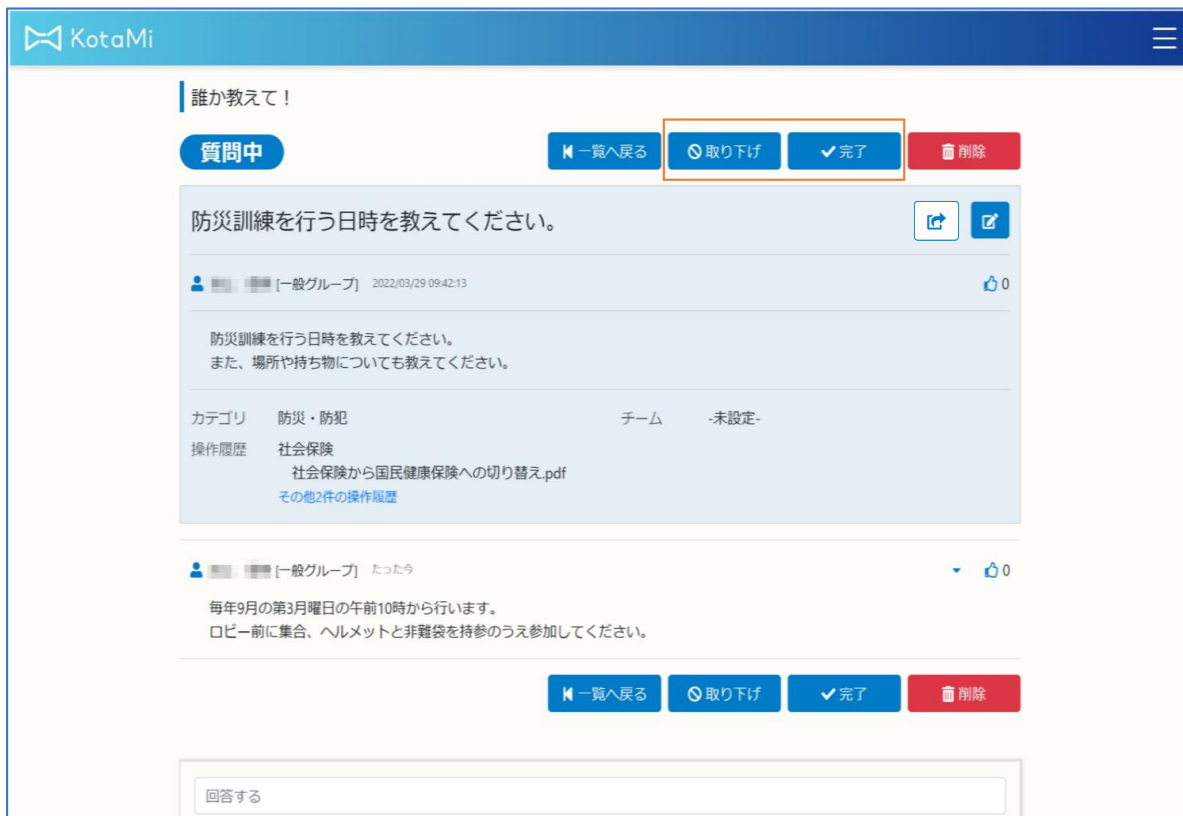 KotaMi
誰か教えて！
質問中
一覧へ戻る 取り下げ 完了 削除
防災訓練を行う日時を教えてください。
[一般グループ] 2022/03/29 09:42:13 0
防災訓練を行う日時を教えてください。
また、場所や持ち物についても教えてください。
カテゴリ 防災・防犯 チーム -未設定-
操作履歴 社会保険
社会保険から国民健康保険への切り替え.pdf
その他2件の操作履歴
[一般グループ] たった今 0
毎年9月の第3月曜日の午前10時から行います。
ロビー前に集合、ヘルメットと非難袋を持参のうえ参加してください。
一覧へ戻る 取り下げ 完了 削除
回答する